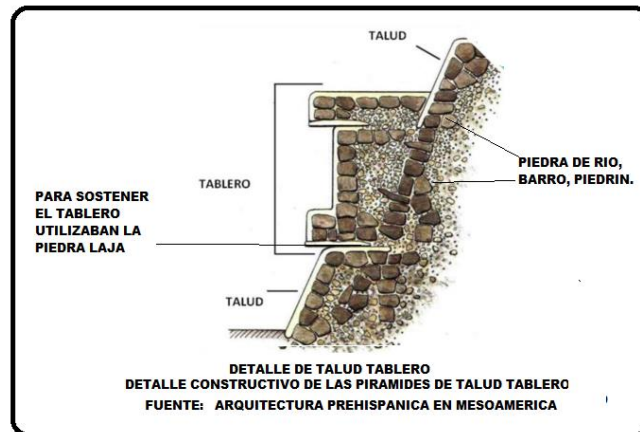 TALUD
TABLERO
PIEDRA DE RIO,
BARRO, PIEDRIN.
PARA SOSTENER
EL TABLERO
UTILIZABAN LA
PIEDRA LAJA
TALUD
DETALLE DE TALUD TABLERO
DETALLE CONSTRUCTIVO DE LAS PIRAMIDES DE TALUD TABLERO
FUENTE: ARQUITECTURA PREHISPANICA EN MESOAMERICA